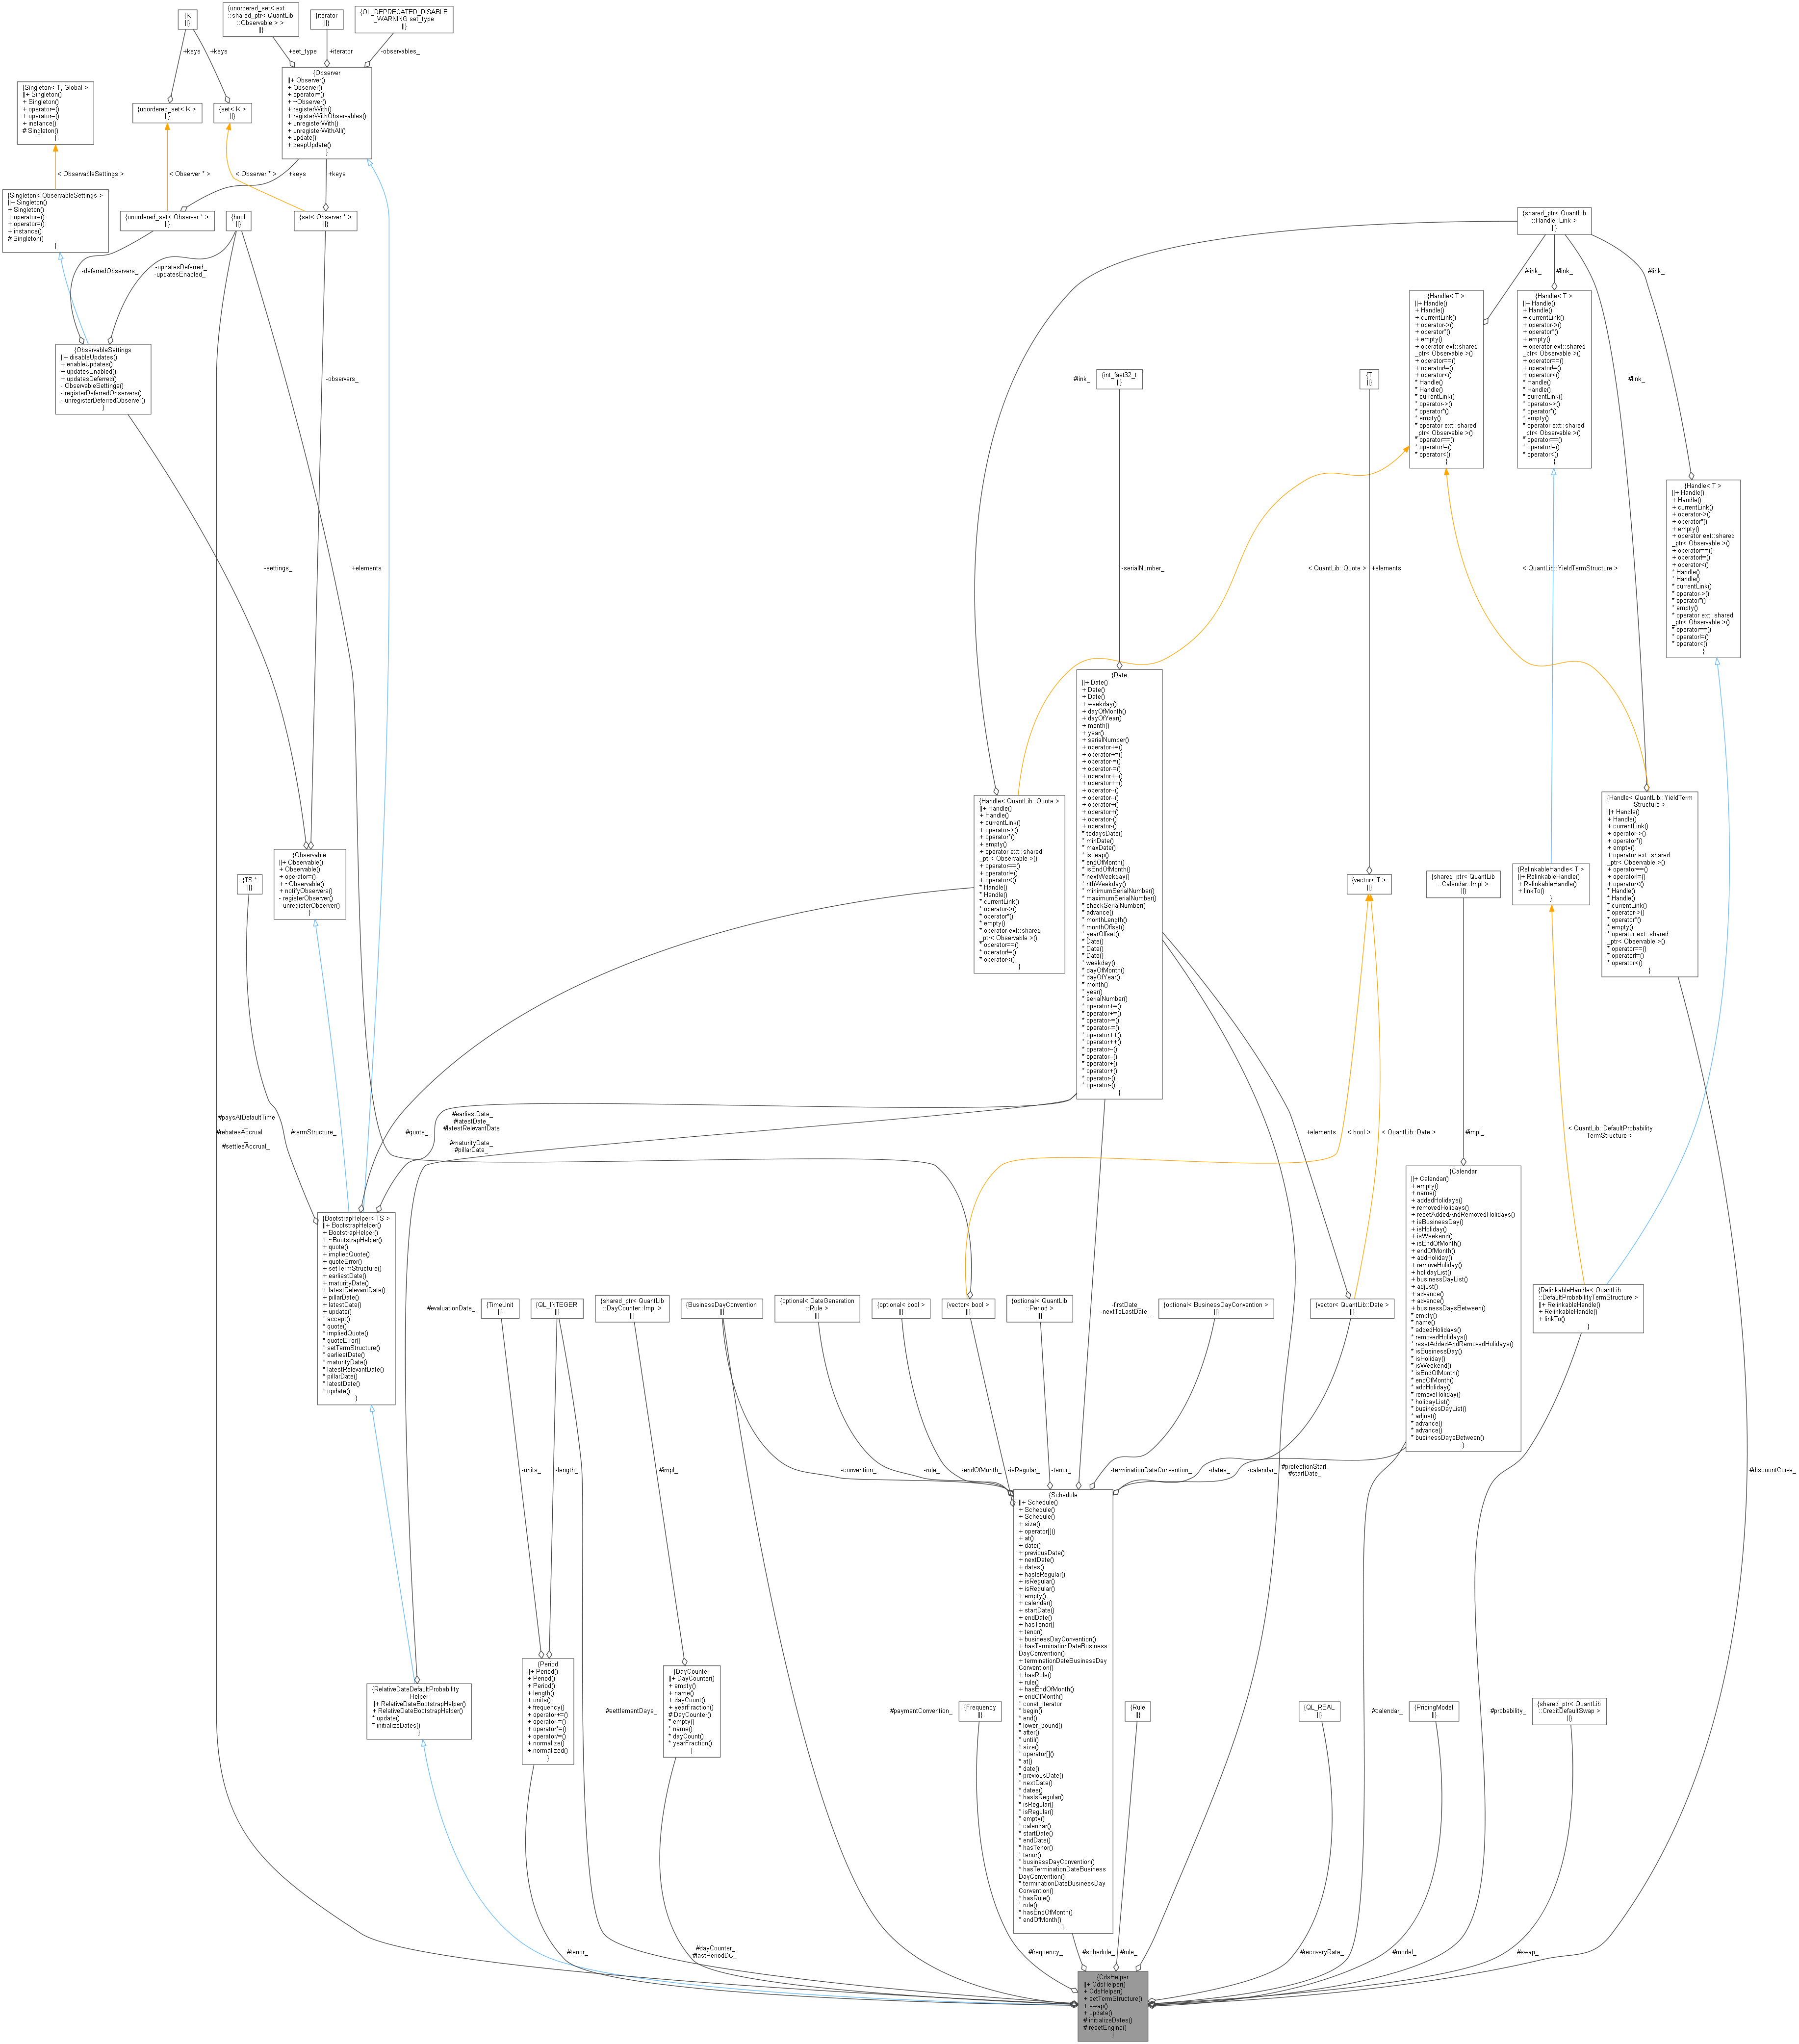 {K
||}
{unordered_set< ext
::shared_ptr< QuantLib
::Observable > >
||}
{iterator
||}
{QL_DEPRECATED_DISABLE
_WARNING set_type
||}
+keys
+keys
+set_type
+iterator
-observables_
{Singleton< T, Global >
||+ Singleton()
+ Singleton()
+ operator=()
+ operator=()
+ instance()
# Singleton()
}
{unordered_set< K >
||}
{set< K >
||}
{Observer
||+ Observer()
+ Observer()
+ operator=()
+ ~Observer()
+ registerWith()
+ registerWithObservables()
+ unregisterWith()
+ unregisterWithAll()
+ update()
+ deepUpdate()
}
< ObservableSettings >
< Observer * >
< Observer * >
+keys
+keys
{Singleton< ObservableSettings >
||+ Singleton()
+ Singleton()
+ operator=()
+ operator=()
+ instance()
# Singleton()
}
{unordered_set< Observer * >
||}
{bool
||}
{set< Observer * >
||}
{shared_ptr< QuantLib
::Handle::Link >
||}
-deferredObservers_
-updatesDeferred_
-updatesEnabled_
#link_
#link_
#link_
{ObservableSettings
||+ disableUpdates()
+ enableUpdates()
+ updatesEnabled()
+ updatesDeferred()
- ObservableSettings()
- registerDeferredObservers()
- unregisterDeferredObserver()
}
-observers_
#link_
{int_fast32_t
||}
{T
||}
{Handle< T >
||+ Handle()
+ Handle()
+ currentLink()
+ operator->()
+ operator*()
+ empty()
+ operator ext::shared
_ptr< Observable >()
+ operator==()
+ operator!=()
+ operator<()
* Handle()
* Handle()
* currentLink()
* operator->()
* operator*()
* empty()
* operator ext::shared
_ptr< Observable >()
* operator==()
* operator!=()
* operator<()
}
{Handle< T >
||+ Handle()
+ Handle()
+ currentLink()
+ operator->()
+ operator*()
+ empty()
+ operator ext::shared
_ptr< Observable >()
+ operator==()
+ operator!=()
+ operator<()
* Handle()
* Handle()
* currentLink()
* operator->()
* operator*()
* empty()
* operator ext::shared
_ptr< Observable >()
* operator==()
* operator!=()
* operator<()
}
#link_
{Handle< T >
||+ Handle()
+ Handle()
+ currentLink()
+ operator->()
+ operator*()
+ empty()
+ operator ext::shared
_ptr< Observable >()
+ operator==()
+ operator!=()
+ operator<()
* Handle()
* Handle()
* currentLink()
* operator->()
* operator*()
* empty()
* operator ext::shared
_ptr< Observable >()
* operator==()
* operator!=()
* operator<()
}
-settings_
+elements
-serialNumber_
< QuantLib::Quote >
+elements
< QuantLib::YieldTermStructure >
{Date
||+ Date()
+ Date()
+ Date()
+ weekday()
+ dayOfMonth()
+ dayOfYear()
+ month()
+ year()
+ serialNumber()
+ operator+=()
+ operator+=()
+ operator-=()
+ operator-=()
+ operator++()
+ operator++()
+ operator--()
+ operator--()
+ operator+()
+ operator+()
+ operator-()
+ operator-()
* todaysDate()
* minDate()
* maxDate()
* isLeap()
* endOfMonth()
* isEndOfMonth()
* nextWeekday()
* nthWeekday()
* minimumSerialNumber()
* maximumSerialNumber()
* checkSerialNumber()
* advance()
* monthLength()
* monthOffset()
* yearOffset()
* Date()
* Date()
* Date()
* weekday()
* dayOfMonth()
* dayOfYear()
* month()
* year()
* serialNumber()
* operator+=()
* operator+=()
* operator-=()
* operator-=()
* operator++()
* operator++()
* operator--()
* operator--()
* operator+()
* operator+()
* operator-()
* operator-()
}
{Handle< QuantLib::Quote >
||+ Handle()
+ Handle()
+ currentLink()
+ operator->()
+ operator*()
+ empty()
+ operator ext::shared
_ptr< Observable >()
+ operator==()
+ operator!=()
+ operator<()
* Handle()
* Handle()
* currentLink()
* operator->()
* operator*()
* empty()
* operator ext::shared
_ptr< Observable >()
* operator==()
* operator!=()
* operator<()
}
{Handle< QuantLib::YieldTerm
Structure >
||+ Handle()
+ Handle()
+ currentLink()
+ operator->()
+ operator*()
+ empty()
+ operator ext::shared
_ptr< Observable >()
+ operator==()
+ operator!=()
+ operator<()
* Handle()
* Handle()
* currentLink()
* operator->()
* operator*()
* empty()
* operator ext::shared
_ptr< Observable >()
* operator==()
* operator!=()
* operator<()
}
{TS *
||}
{Observable
||+ Observable()
+ Observable()
+ operator=()
+ ~Observable()
+ notifyObservers()
- registerObserver()
- unregisterObserver()
}
{vector< T >
||}
{shared_ptr< QuantLib
::Calendar::Impl >
||}
{RelinkableHandle< T >
||+ RelinkableHandle()
+ RelinkableHandle()
+ linkTo()
}
#paysAtDefaultTime
_
#rebatesAccrual
_
#settlesAccrual_
#termStructure_
#quote_
#earliestDate_
#latestDate_
#latestRelevantDate
_
#maturityDate_
#pillarDate_
+elements
< bool >
< QuantLib::Date >
#impl_
< QuantLib::DefaultProbability
TermStructure >
{BootstrapHelper< TS >
||+ BootstrapHelper()
+ BootstrapHelper()
+ ~BootstrapHelper()
+ quote()
+ impliedQuote()
+ quoteError()
+ setTermStructure()
+ earliestDate()
+ maturityDate()
+ latestRelevantDate()
+ pillarDate()
+ latestDate()
+ update()
* accept()
* quote()
* impliedQuote()
* quoteError()
* setTermStructure()
* earliestDate()
* maturityDate()
* latestRelevantDate()
* pillarDate()
* latestDate()
* update()
}
{Calendar
||+ Calendar()
+ empty()
+ name()
+ addedHolidays()
+ removedHolidays()
+ resetAddedAndRemovedHolidays()
+ isBusinessDay()
+ isHoliday()
+ isWeekend()
+ isEndOfMonth()
+ endOfMonth()
+ addHoliday()
+ removeHoliday()
+ holidayList()
+ businessDayList()
+ adjust()
+ advance()
+ advance()
+ businessDaysBetween()
* empty()
* name()
* addedHolidays()
* removedHolidays()
* resetAddedAndRemovedHolidays()
* isBusinessDay()
* isHoliday()
* isWeekend()
* isEndOfMonth()
* endOfMonth()
* addHoliday()
* removeHoliday()
* holidayList()
* businessDayList()
* adjust()
* advance()
* advance()
* businessDaysBetween()
}
#evaluationDate_
{TimeUnit
||}
{QL_INTEGER
||}
{shared_ptr< QuantLib
::DayCounter::Impl >
||}
{BusinessDayConvention
||}
{optional< DateGeneration
::Rule >
||}
{optional< bool >
||}
{vector< bool >
||}
{optional< QuantLib
::Period >
||}
-firstDate_
-nextToLastDate_
{optional< BusinessDayConvention >
||}
{vector< QuantLib::Date >
||}
{RelinkableHandle< QuantLib
::DefaultProbabilityTermStructure >
||+ RelinkableHandle()
+ RelinkableHandle()
+ linkTo()
}
-units_
-length_
#impl_
-convention_
-rule_
-endOfMonth_
-isRegular_
-tenor_
-terminationDateConvention_
-dates_
-calendar_
#protectionStart_
#startDate_
#discountCurve_
{Schedule
||+ Schedule()
+ Schedule()
+ Schedule()
+ size()
+ operator[]()
+ at()
+ date()
+ previousDate()
+ nextDate()
+ dates()
+ hasIsRegular()
+ isRegular()
+ isRegular()
+ empty()
+ calendar()
+ startDate()
+ endDate()
+ hasTenor()
+ tenor()
+ businessDayConvention()
+ hasTerminationDateBusiness
DayConvention()
+ terminationDateBusinessDay
Convention()
+ hasRule()
+ rule()
+ hasEndOfMonth()
+ endOfMonth()
* const_iterator
* begin()
* end()
* lower_bound()
* after()
* until()
* size()
* operator[]()
* at()
* date()
* previousDate()
* nextDate()
* dates()
* hasIsRegular()
* isRegular()
* isRegular()
* empty()
* calendar()
* startDate()
* endDate()
* hasTenor()
* tenor()
* businessDayConvention()
* hasTerminationDateBusiness
DayConvention()
* terminationDateBusinessDay
Convention()
* hasRule()
* rule()
* hasEndOfMonth()
* endOfMonth()
}
{RelativeDateDefaultProbability
Helper
||+ RelativeDateBootstrapHelper()
+ RelativeDateBootstrapHelper()
* update()
* initializeDates()
}
{Period
||+ Period()
+ Period()
+ Period()
+ length()
+ units()
+ frequency()
+ operator+=()
+ operator-=()
+ operator*=()
+ operator/=()
+ normalize()
+ normalized()
}
#settlementDays_
{DayCounter
||+ DayCounter()
+ empty()
+ name()
+ dayCount()
+ yearFraction()
# DayCounter()
* empty()
* name()
* dayCount()
* yearFraction()
}
#paymentConvention_
{Frequency
||}
{Rule
||}
{QL_REAL
||}
#calendar_
{PricingModel
||}
#probability_
{shared_ptr< QuantLib
::CreditDefaultSwap >
||}
#tenor_
#dayCounter_
#lastPeriodDC_
#frequency_
#schedule_
#rule_
#recoveryRate_
#model_
#swap_
{CdsHelper
||+ CdsHelper()
+ CdsHelper()
+ setTermStructure()
+ swap()
+ update()
# initializeDates()
# resetEngine()
}